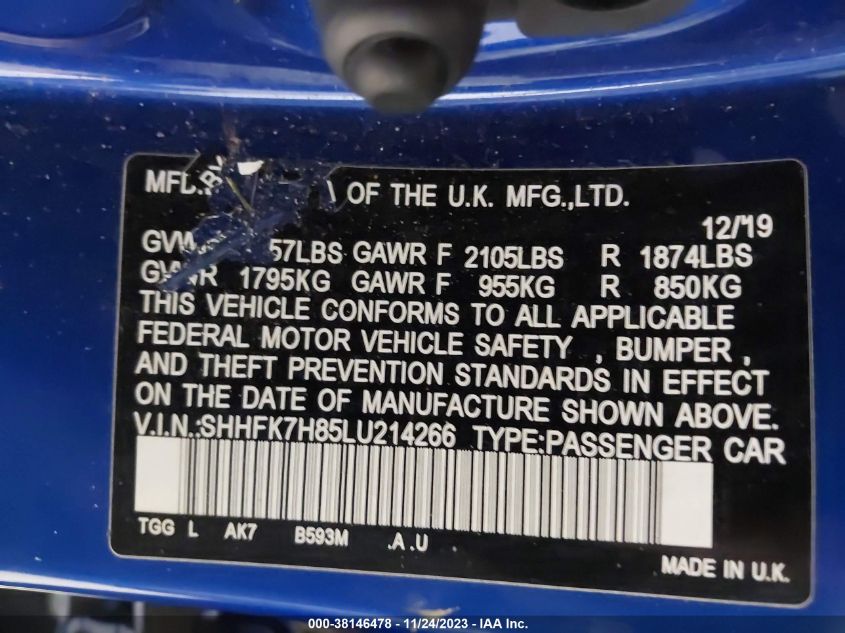 OF THE U.K. MFG.,LTD.
12/'19
57LBS GAWR F 2105LBS R 1874LBS
GVWR 1795KG GAWR F 955KG R 850KG
THIS VEHICLE CONFORMS TO ALL APPLICABLE
FEDERAL MOTOR VEHICLE SAFETY , BUMPER ,
AND THEFT PREVENTION STANDARDS IN EFFECT
ON THE DATE OF MANUFACTURE SHOWN ABOVE.
V.I.N.:SHHFK7H85LU214266 TYPE:PASSENGER CAR
TGG L AK7 B593M .A .U
MADE IN U.K.
000-38146478 - 11/24/2023 - IAA Inc.